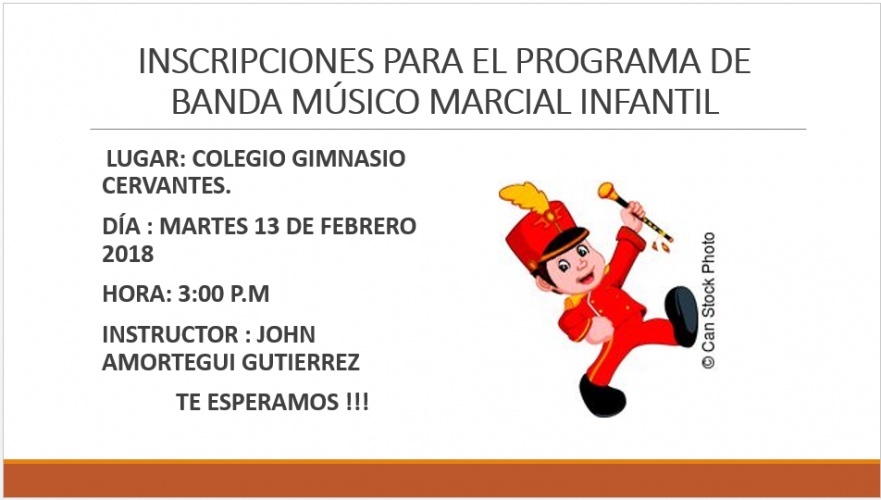 INSCRIPCIONES PARA EL PROGRAMA DE
BANDA MÚSICO MARCIAL INFANTIL
LUGAR: COLEGIO GIMNASIO
CERVANTES.
DÍA : MARTES 13 DE FEBRERO
2018
HORA: 3:00 P.M
INSTRUCTOR : JOHN
AMORTEGUI GUTIERREZ
TE ESPERAMOS !!!
© Can Stock Photo